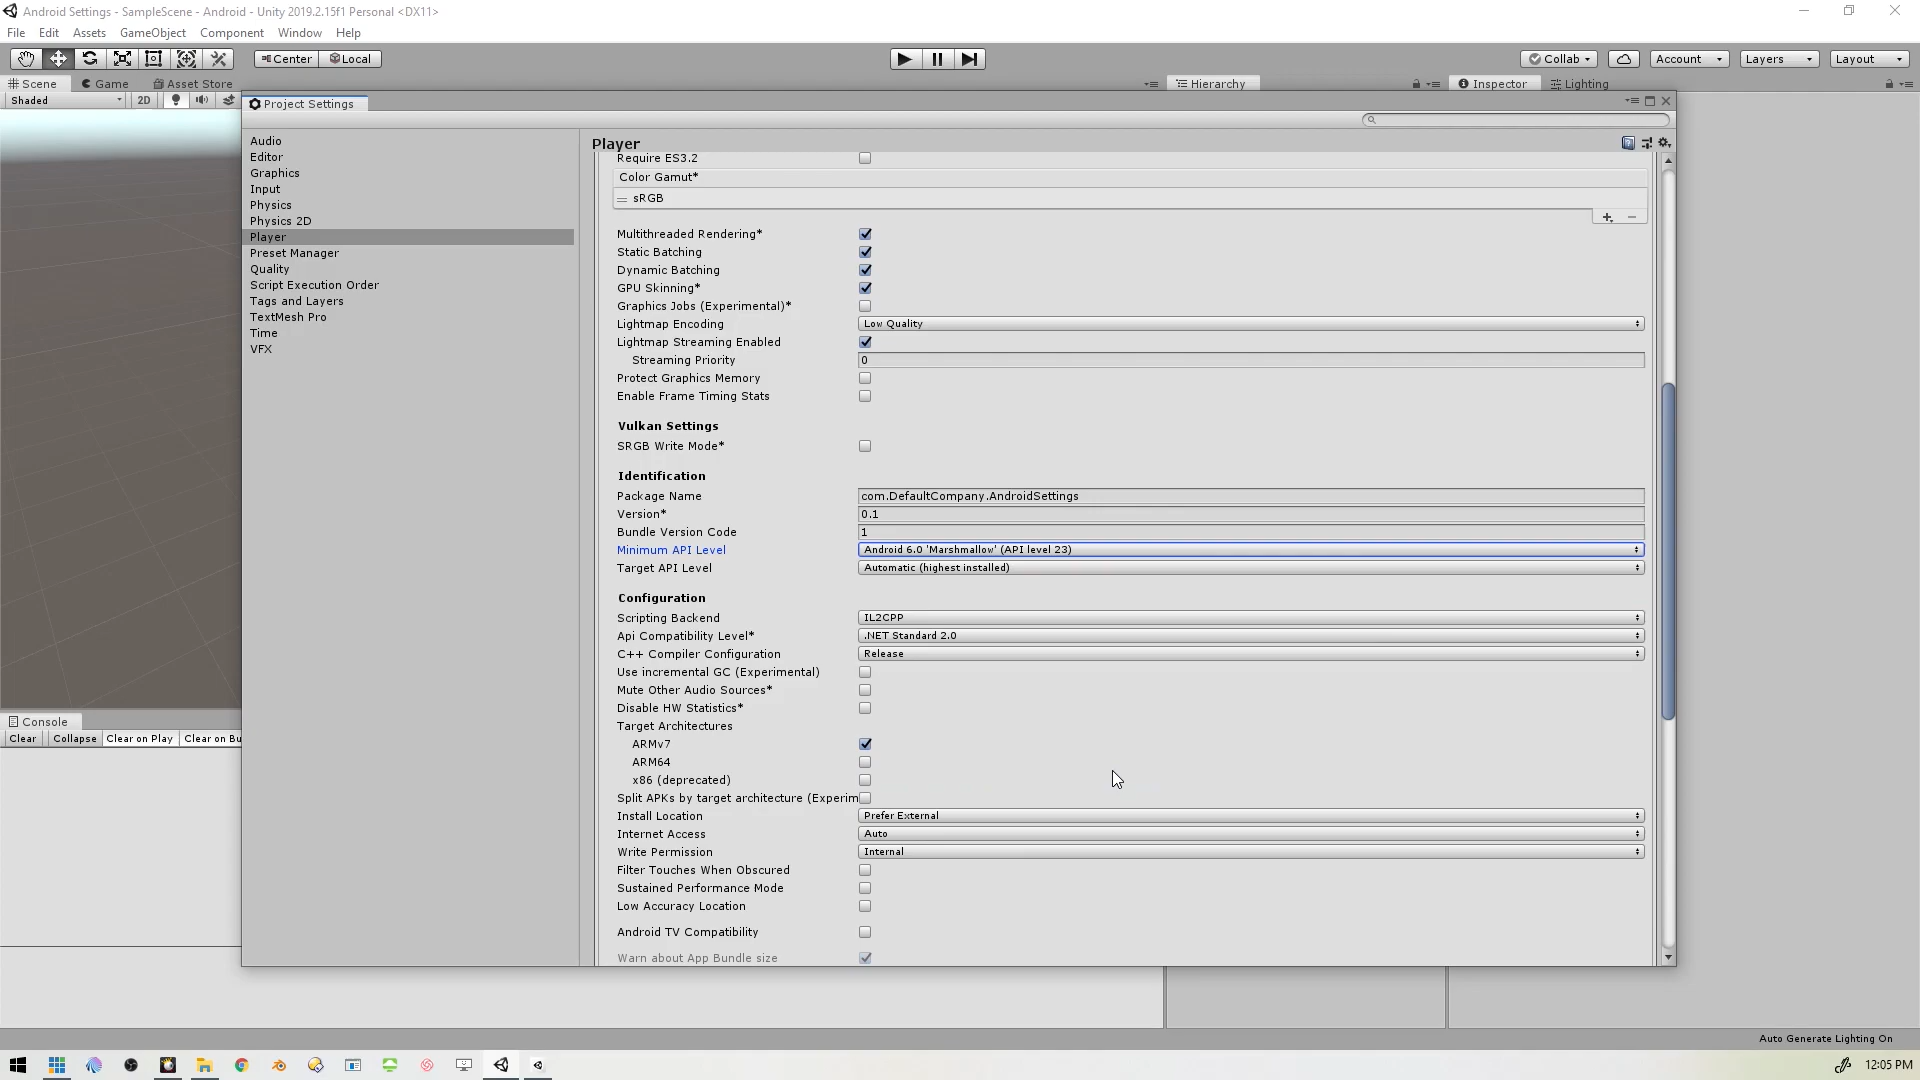 Android Settings - SampleScene - Android - Unity 2019.2.15f1 Personal <DX11>
File Edit Assets GameObject Component Window Help
Center Local Collab Account Layers Layout
Scene Game Asset Store Hierarchy Inspector Lighting
Shaded 2D
Project Settings
Audio
Editor
Graphics
Input
Physics
Physics 2D
Player
Preset Manager
Quality
Script Execution Order
Tags and Layers
TextMesh Pro
Time
VFX
Player
Require ES3.2
Color Gamut*
sRGB
Multithreaded Rendering*
Static Batching
Dynamic Batching
GPU Skinning*
Graphics Jobs (Experimental)*
Lightmap Encoding Low Quality
Lightmap Streaming Enabled
Streaming Priority 0
Protect Graphics Memory
Enable Frame Timing Stats
Vulkan Settings
SRGB Write Mode*
Identification
Package Name com.DefaultCompany.AndroidSettings
Version* 0.1
Bundle Version Code 1
Minimum API Level Android 6.0 'Marshmallow' (API level 23)
Target API Level Automatic (highest installed)
Configuration
Scripting Backend IL2CPP
Api Compatibility Level* .NET Standard 2.0
C++ Compiler Configuration Release
Use incremental GC (Experimental)
Mute Other Audio Sources*
Disable HW Statistics*
Target Architectures
ARMv7
ARM64
x86 (deprecated)
Split APKs by target architecture (Experim
Install Location Prefer External
Internet Access Auto
Write Permission Internal
Filter Touches When Obscured
Sustained Performance Mode
Low Accuracy Location
Android TV Compatibility
Warn about App Bundle size
Console
Clear Collapse Clear on Play Clear on Bu
Auto Generate Lighting On
12:05 PM